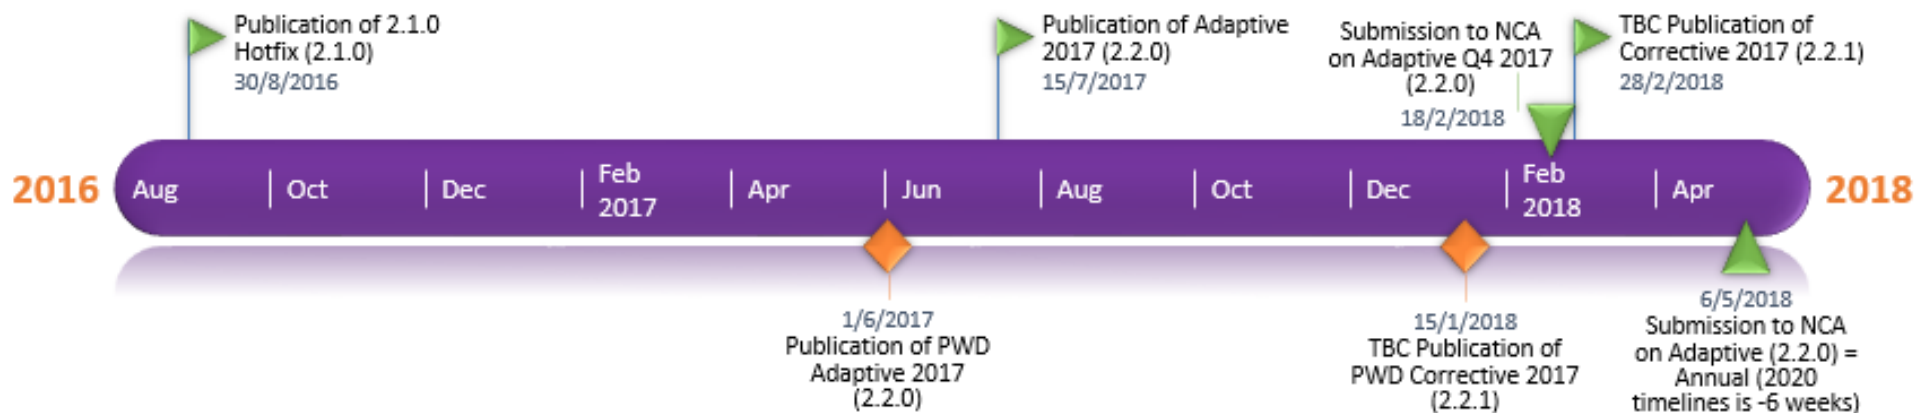 Publication of 2.1.0
Hotfix (2.1.0)
30/8/2016
Publication of Adaptive
2017 (2.2.0)
15/7/2017
Submission to NCA
on Adaptive Q4 2017
(2.2.0)
18/2/2018
TBC Publication of
Corrective 2017 (2.2.1)
28/2/2018
2016
Aug
Oct
Dec
Feb
2017
Apr
Jun
Aug
Oct
Dec
Feb
2018
Apr
2018
1/6/2017
Publication of PWD
Adaptive 2017
(2.2.0)
15/1/2018
TBC Publication of
PWD Corrective 2017
(2.2.1)
6/5/2018
Submission to NCA
on Adaptive (2.2.0) =
Annual (2020
timelines is -6 weeks)